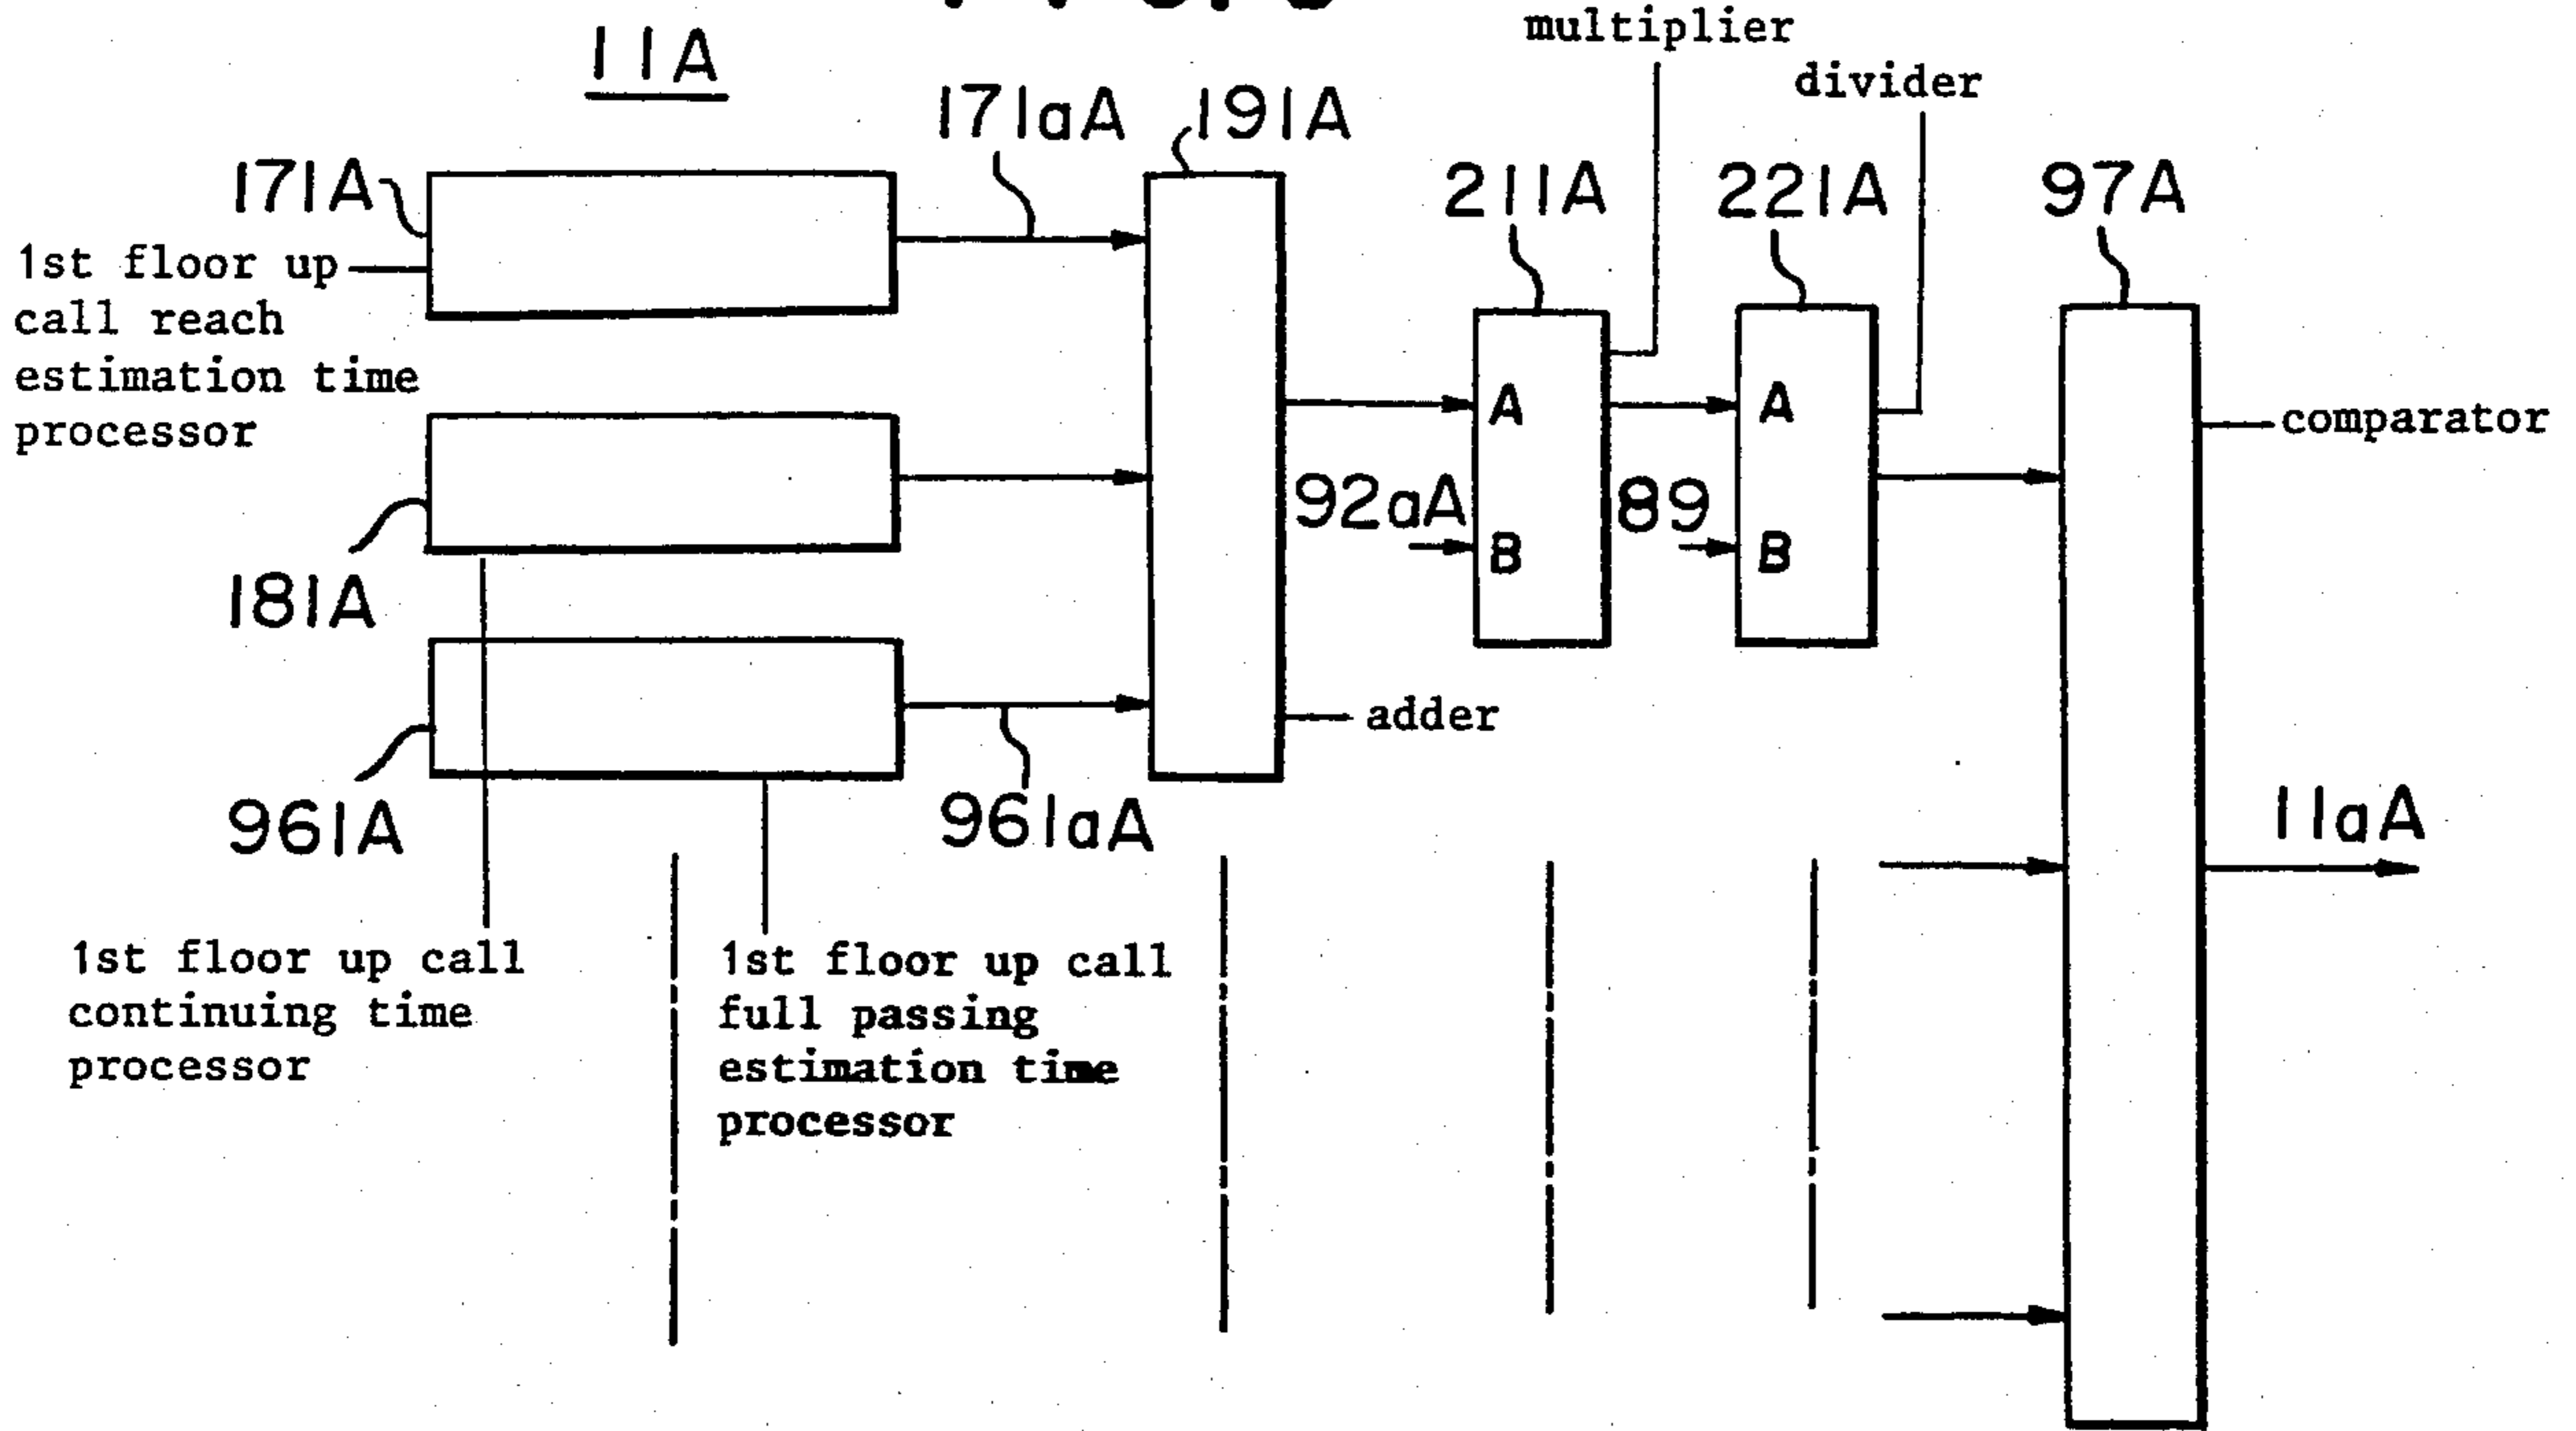 11A
multiplier
divider
171aA
191A
171A
211A
221A
97A
1st floor up
call reach
estimation time
processor
A
A
comparator
92aA
89
B
B
181A
adder
961A
961aA
11aA
1st floor up call
continuing time
processor
1st floor up call
full passing
estimation time
processor